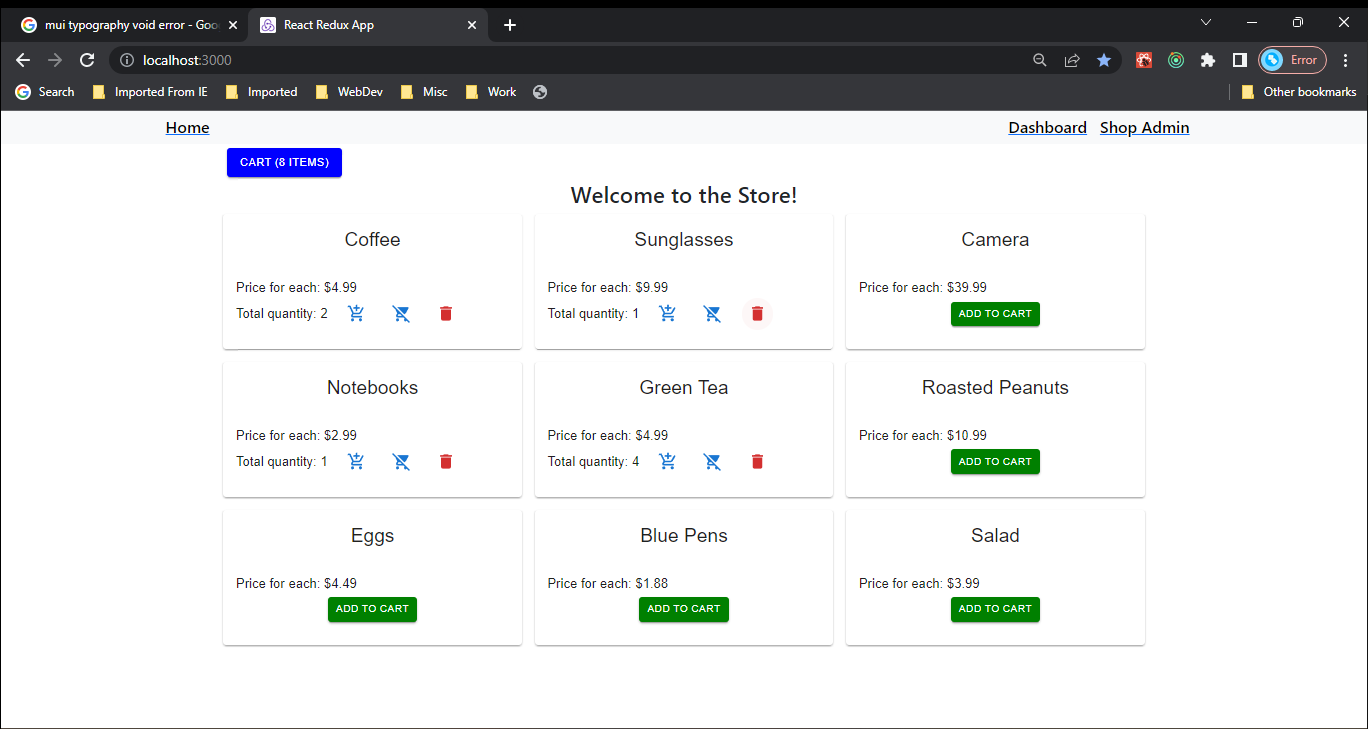 mui typography void error - Goo
React Redux App
localhost:3000
Error
Search Imported From IE Imported WebDev Misc Work Other bookmarks
Home Dashboard Shop Admin
CART (8 ITEMS)
Welcome to the Store!
Coffee
Price for each: $4.99
Total quantity: 2
Sunglasses
Price for each: $9.99
Total quantity: 1
Camera
Price for each: $39.99
ADD TO CART
Notebooks
Price for each: $2.99
Total quantity: 1
Green Tea
Price for each: $4.99
Total quantity: 4
Roasted Peanuts
Price for each: $10.99
ADD TO CART
Eggs
Price for each: $4.49
ADD TO CART
Blue Pens
Price for each: $1.88
ADD TO CART
Salad
Price for each: $3.99
ADD TO CART